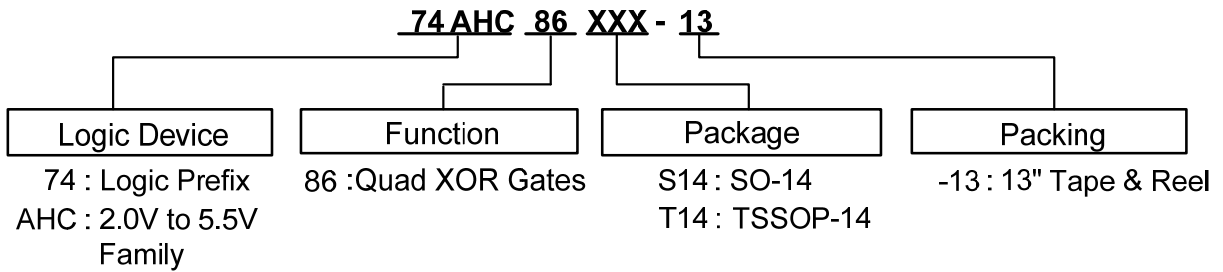 74 AHC 86 XXX - 13
Logic Device
Function
Package
Packing
74 : Logic Prefix
AHC : 2.0V to 5.5V
Family
86 :Quad XOR Gates
S14 : SO-14
T14 : TSSOP-14
-13 : 13" Tape & Reel